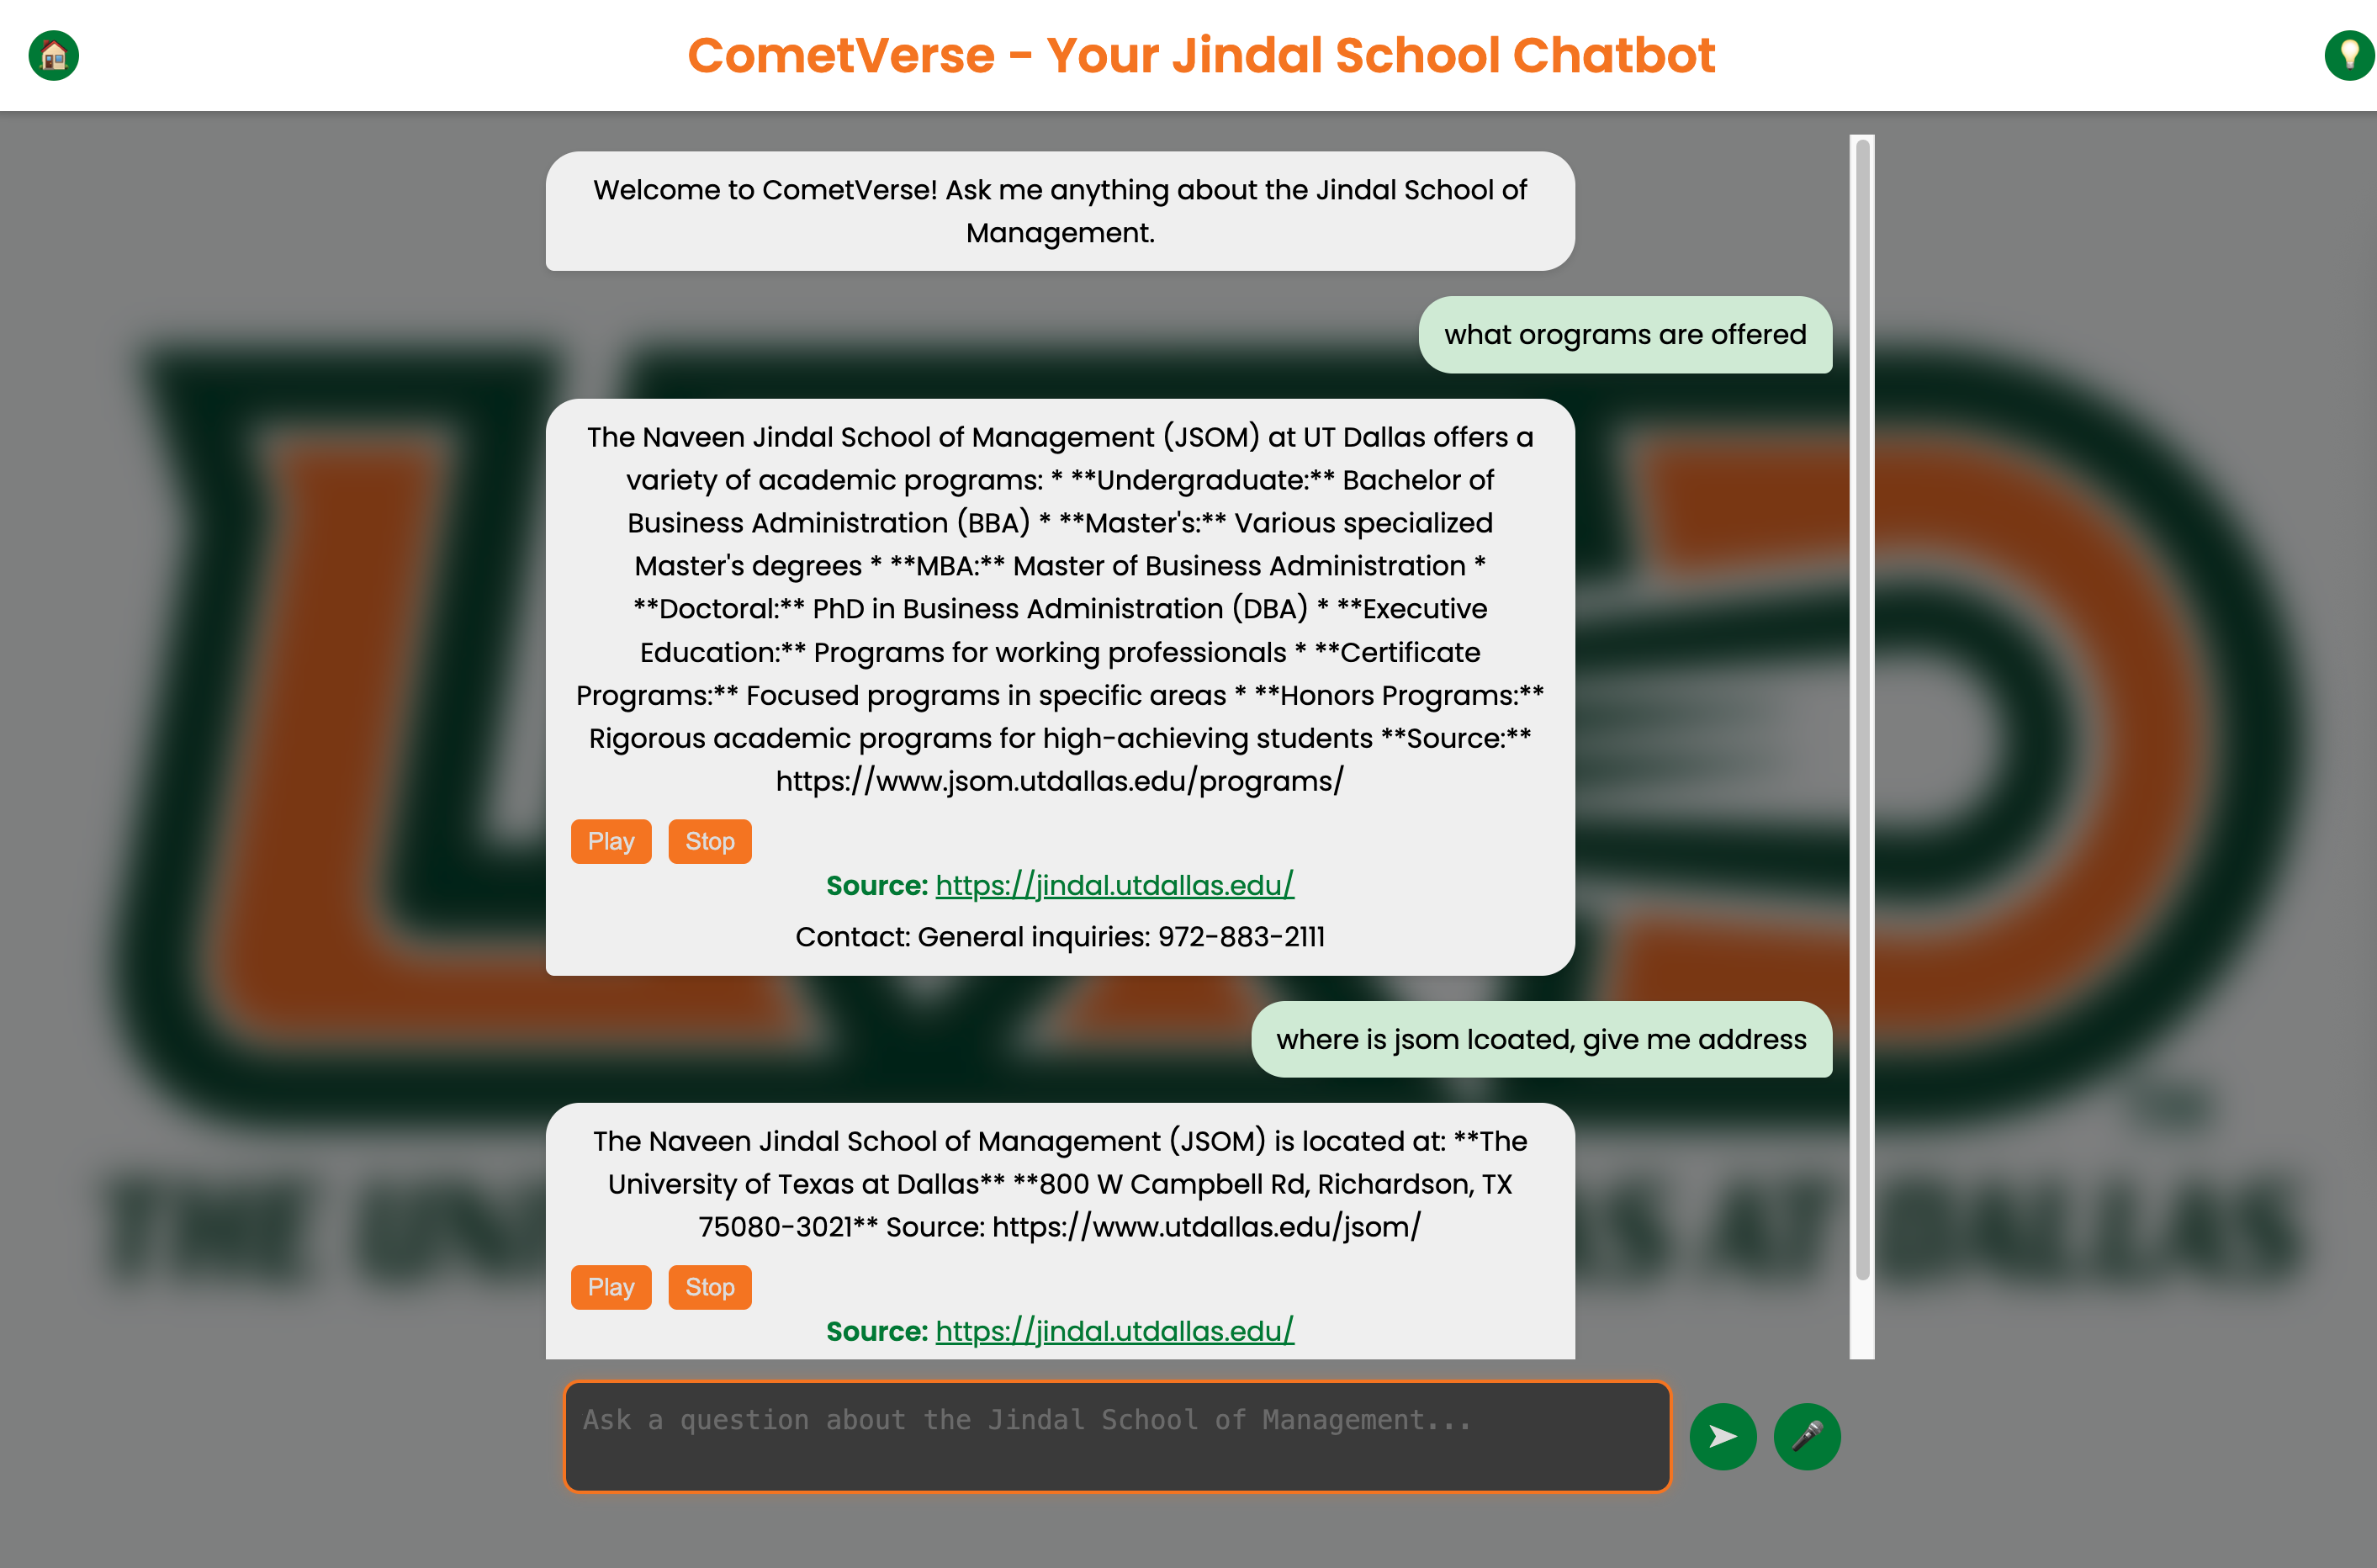 CometVerse - Your Jindal School Chatbot
Welcome to CometVerse! Ask me anything about the Jindal School of
Management.
what orograms are offered
The Naveen Jindal School of Management (JSOM) at UT Dallas offers a
variety of academic programs: * **Undergraduate:** Bachelor of
Business Administration (BBA) * **Master's:** Various specialized
Master's degrees * **MBA:** Master of Business Administration *
**Doctoral:** PhD in Business Administration (DBA) * **Executive
Education:** Programs for working professionals * **Certificate
Programs:** Focused programs in specific areas * **Honors Programs:**
Rigorous academic programs for high-achieving students **Source:**
https://www.jsom.utdallas.edu/programs/
Play Stop
Source: https://jindal.utdallas.edu/
Contact: General inquiries: 972-883-2111
where is jsom lcoated, give me address
The Naveen Jindal School of Management (JSOM) is located at: **The
University of Texas at Dallas** **800 W Campbell Rd, Richardson, TX
75080-3021** Source: https://www.utdallas.edu/jsom/
Play Stop
Source: https://jindal.utdallas.edu/
Ask a question about the Jindal School of Management...
THE AT DALLAS